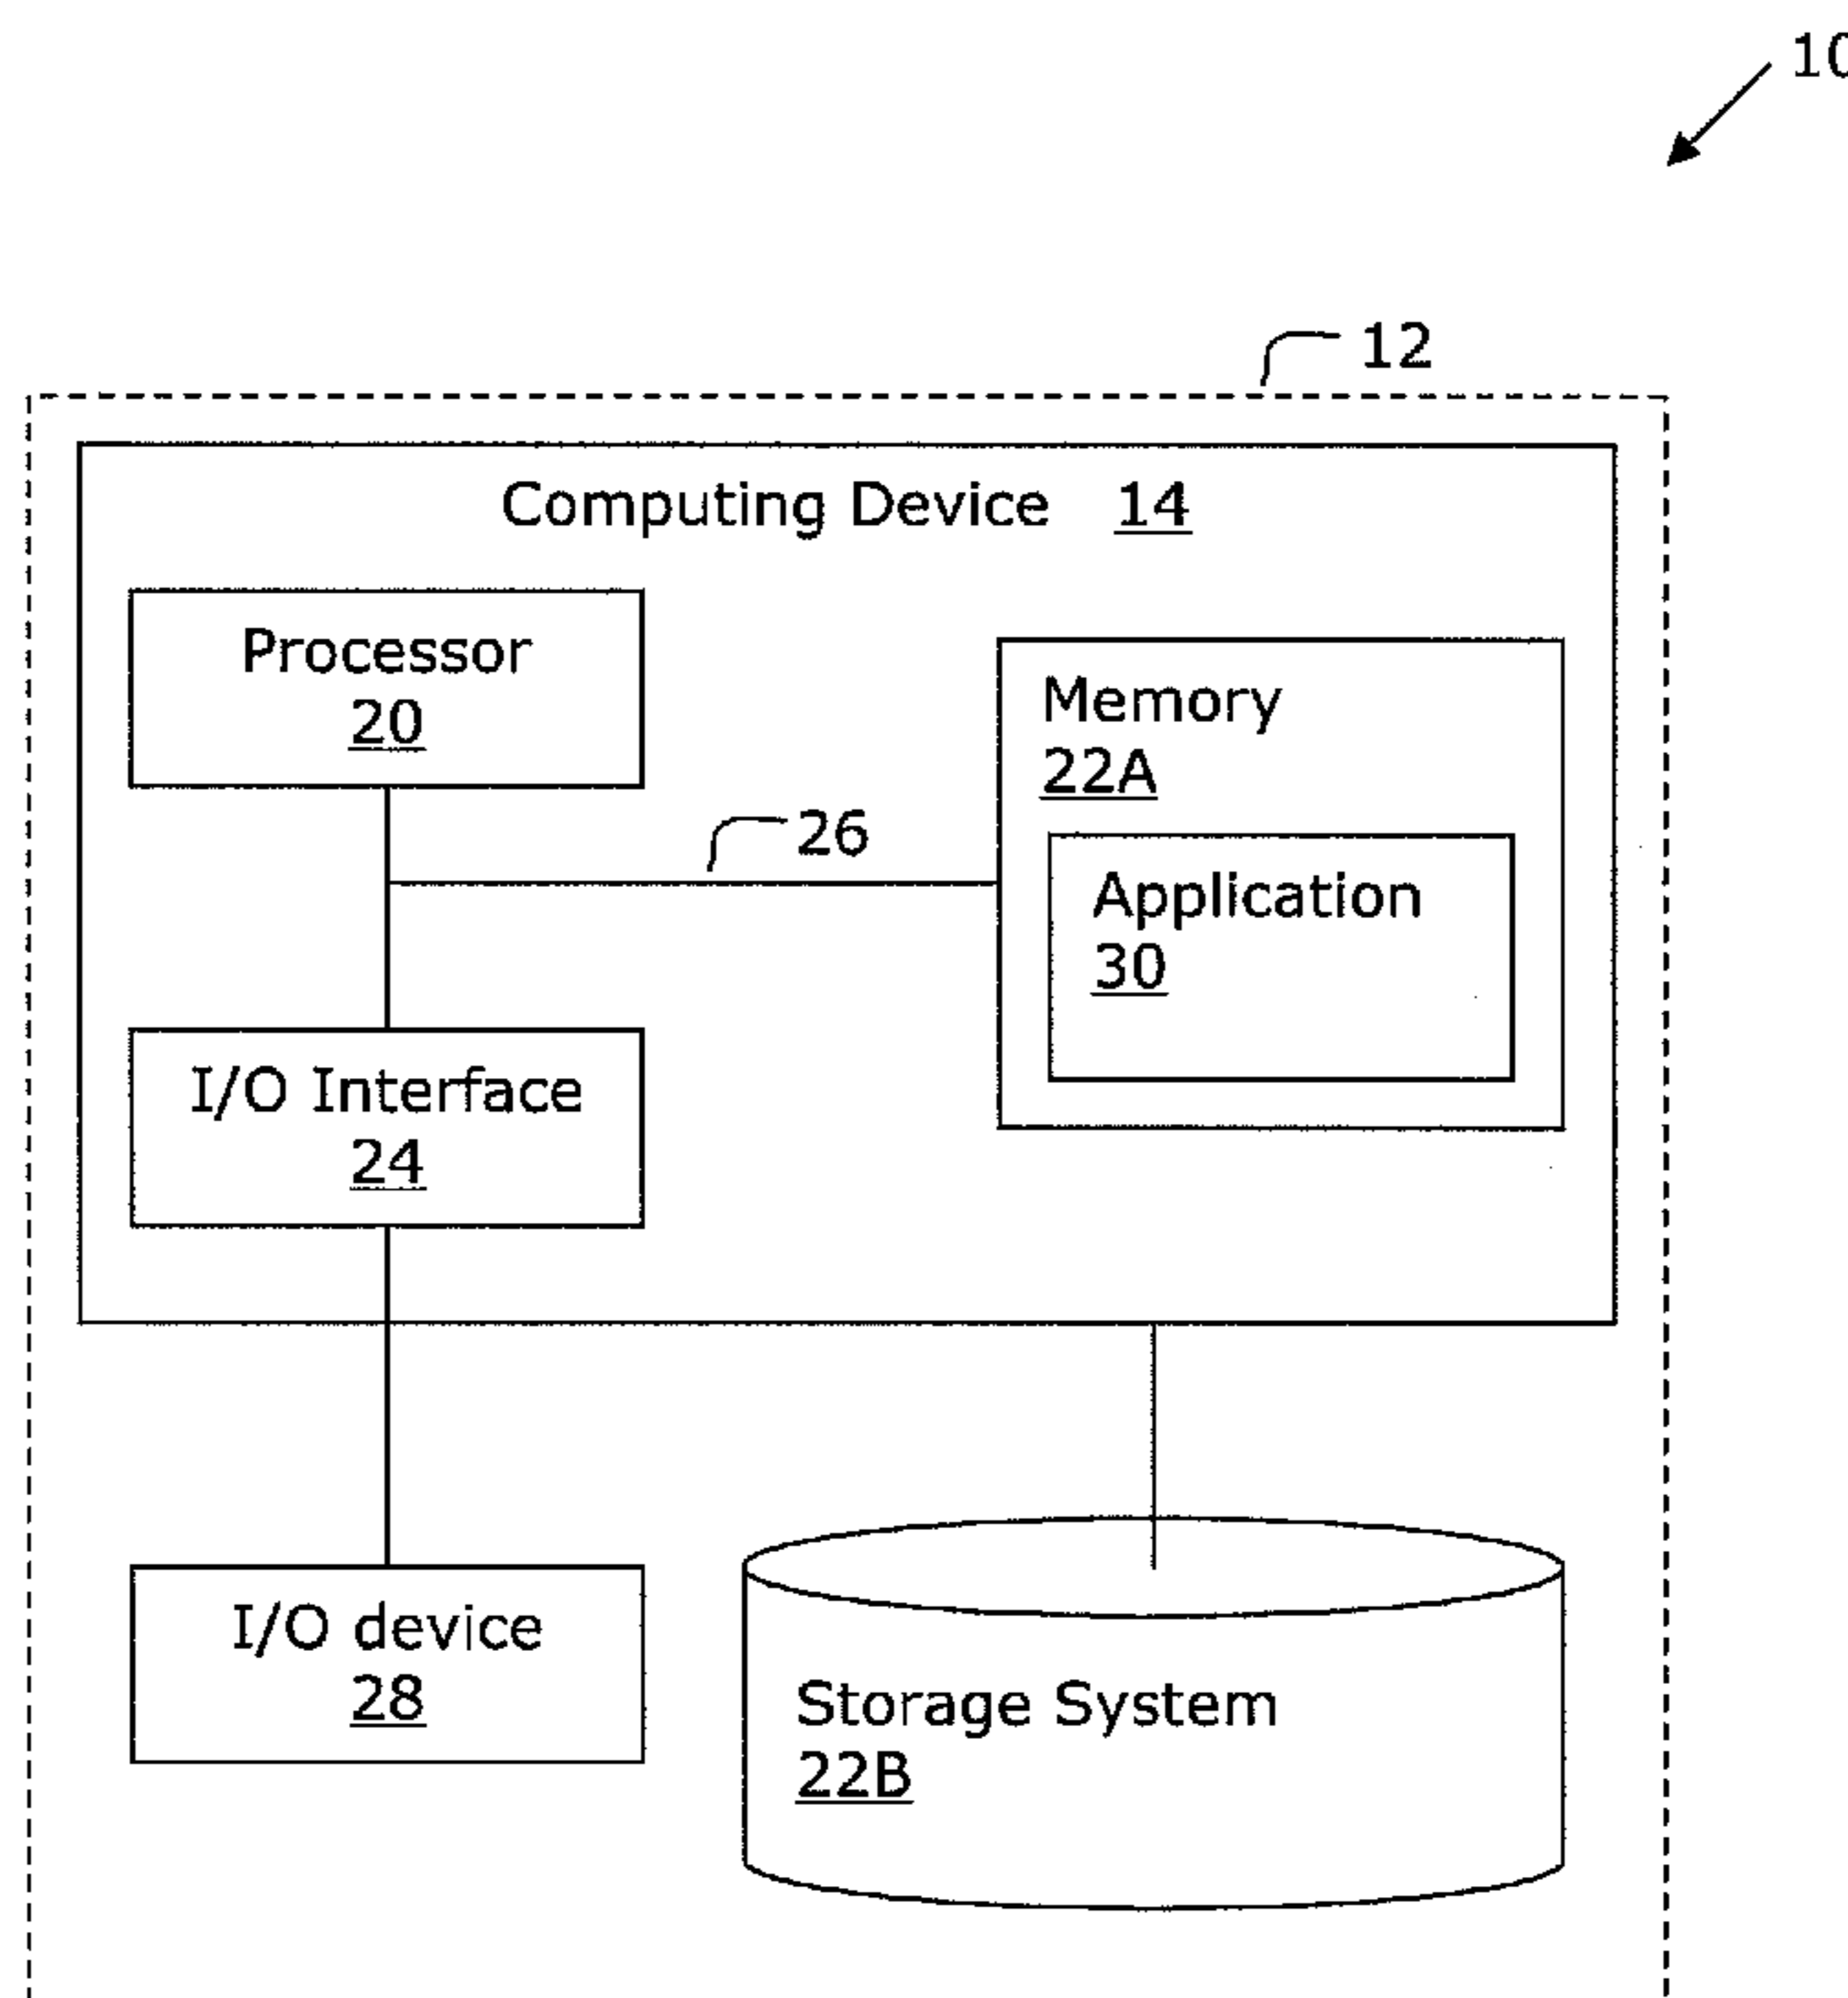 10
12
Computing Device 14
Processor
20
Memory
22A
26
Application
30
I/O Interface
24
I/O device
28
Storage System
22B